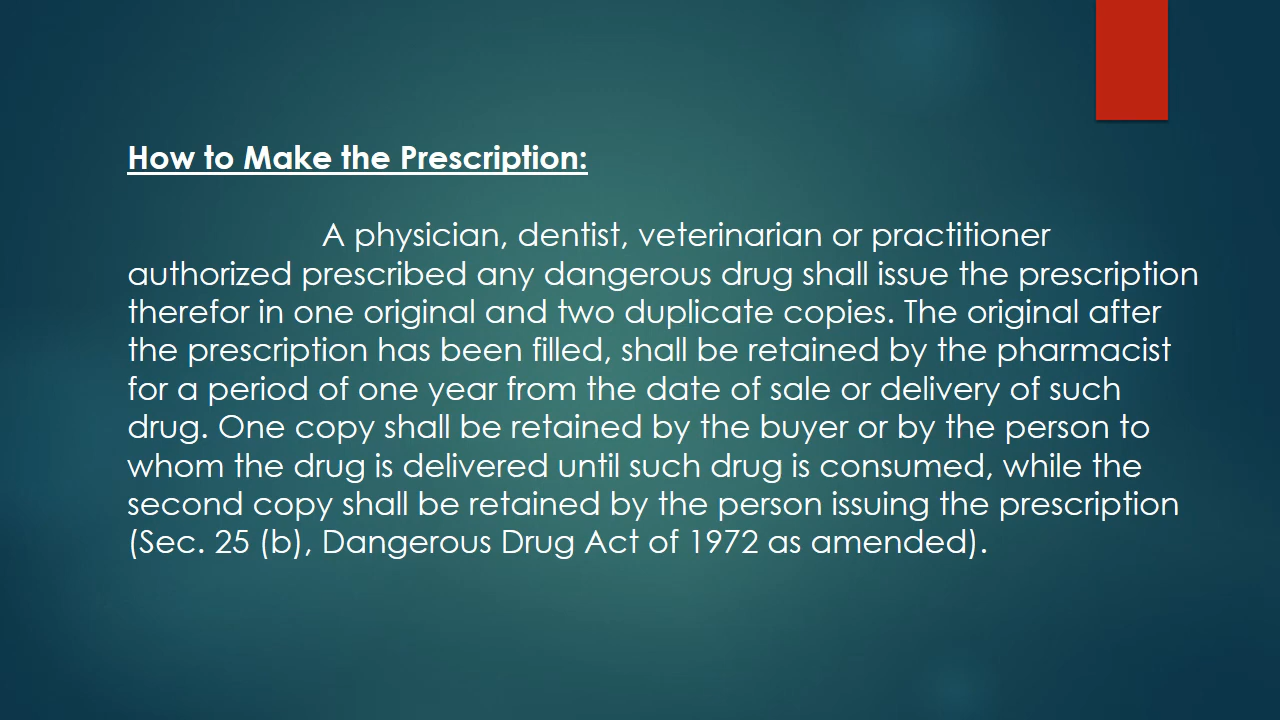 How to Make the Prescription:
A physician, dentist, veterinarian or practitioner
authorized prescribed any dangerous drug shall issue the prescription
therefor in one original and two duplicate copies. The original after
the prescription has been filled, shall be retained by the pharmacist
for a period of one year from the date of sale or delivery of such
drug. One copy shall be retained by the buyer or by the person to
whom the drug is delivered until such drug is consumed, while the
second copy shall be retained by the person issuing the prescription
(Sec. 25 (b), Dangerous Drug Act of 1972 as amended).